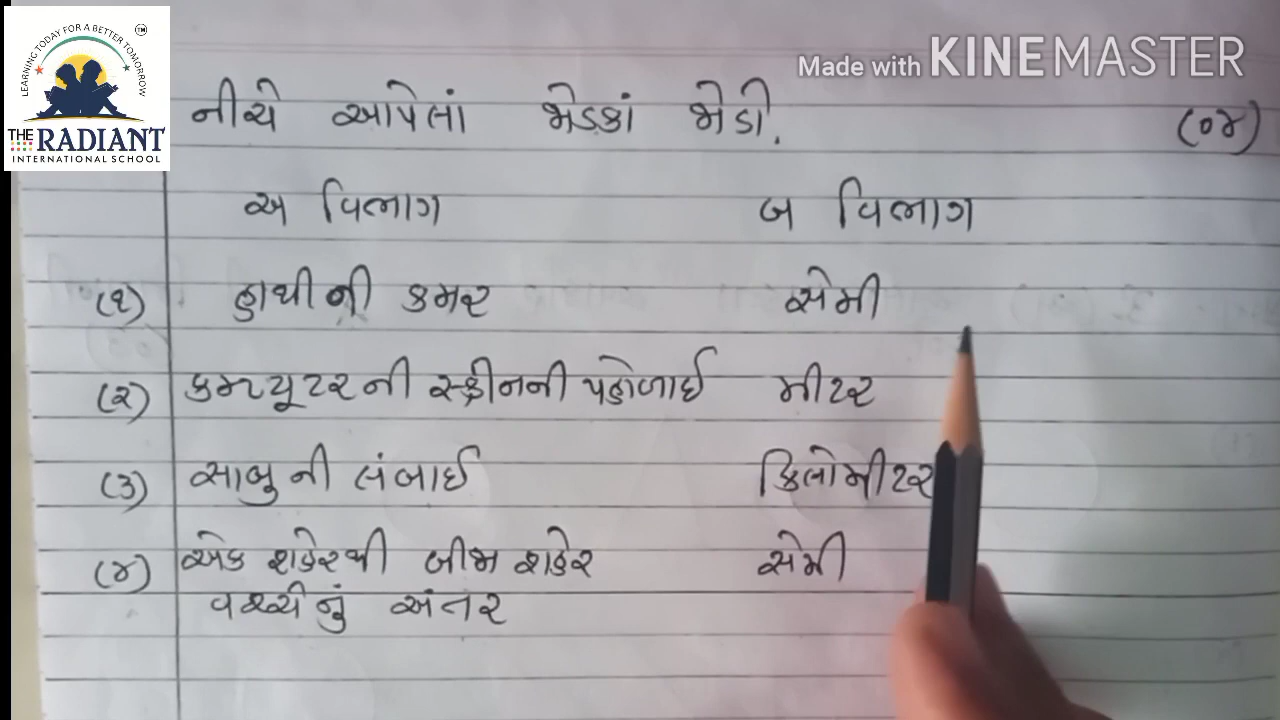 LEARNING TODAY FOR A BETTER TOMORROW
TM
THE RADIANT
INTERNATIONAL SCHOOL
Made with KINEMASTER
નીચે આપેલાં જોડકાં જોડો. (૦૪)
અ વિભાગ બ વિભાગ
(૧) હાથીની કમર સેમી
(૨) કમ્પ્યૂટરની સ્ક્રીનની પહોળાઈ મીટર
(૩) સાબુની લંબાઈ કિલોમીટર
(૪) એક શહેરથી બીજા શહેર સેમી
વચ્ચેનું અંતર